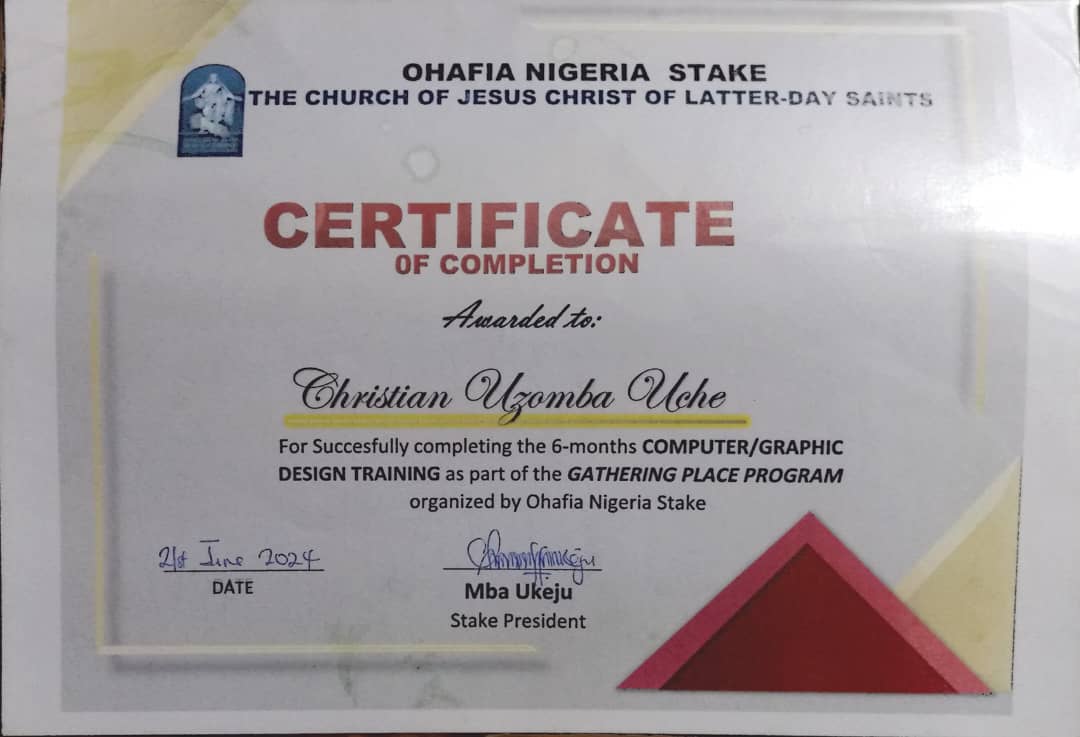 OHAFIA NIGERIA STAKE
THE CHURCH OF JESUS CHRIST OF LATTER-DAY SAINTS
CERTIFICATE
0F COMPLETION
Awarded to:
Christian Uzomba Uche
For Succesfully completing the 6-months COMPUTER/GRAPHIC
DESIGN TRAINING as part of the GATHERING PLACE PROGRAM
organized by Ohafia Nigeria Stake
21st June 2024
DATE
Mba Ukeju
Stake President